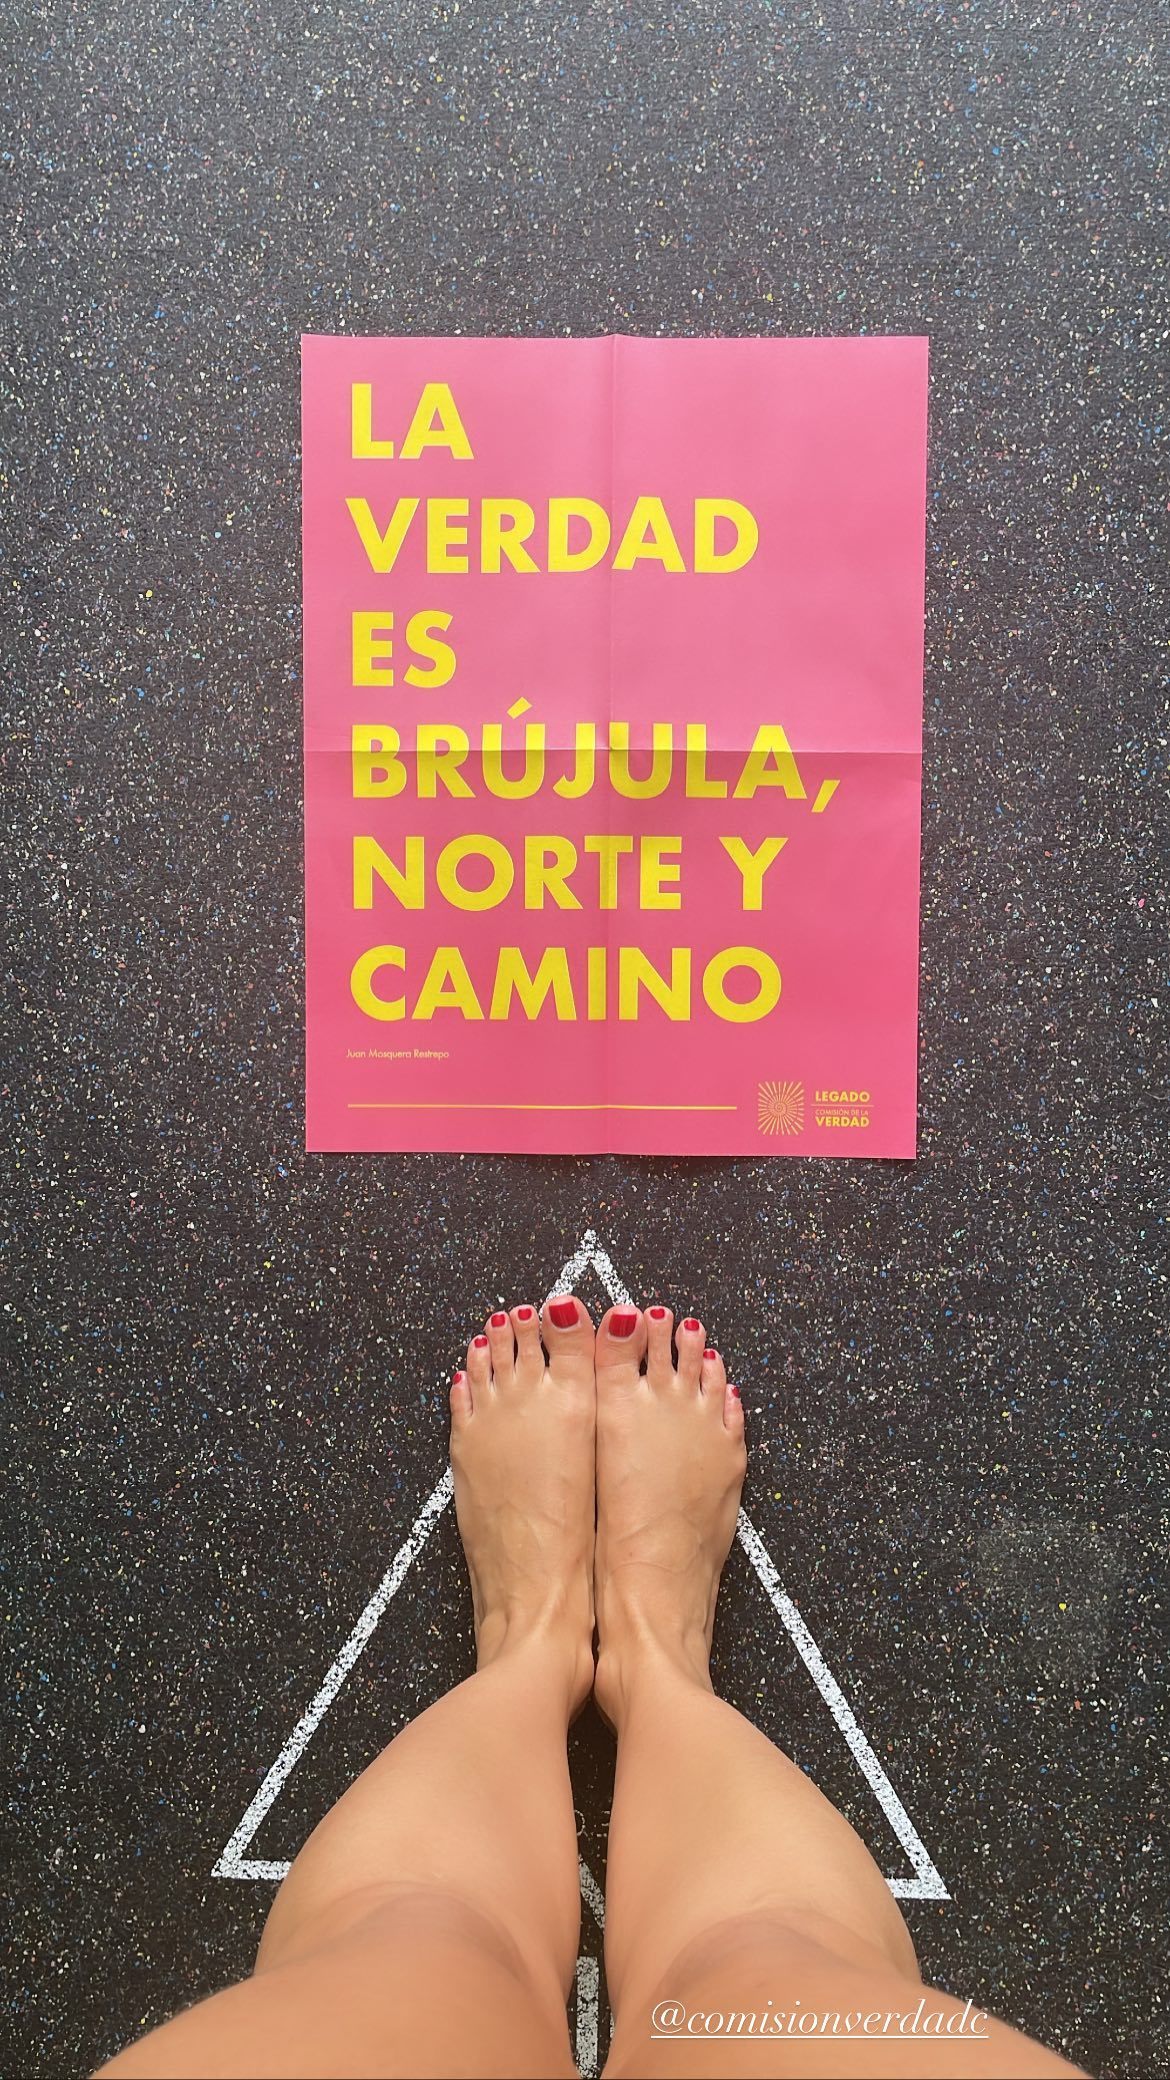 LA
VERDAD
ES
BRÚJULA,
NORTE Y
CAMINO
Juan Mosquera Restrepo
LEGADO
COMISIÓN DE LA
VERDAD
@comisionverdadc